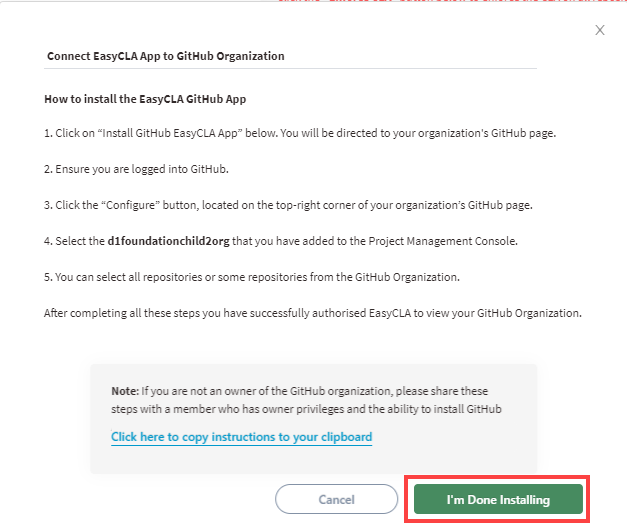 Connect EasyCLA App to GitHub Organization
How to install the EasyCLA GitHub App
1. Click on “Install GitHub EasyCLA App” below. You will be directed to your organization's GitHub page.
2. Ensure you are logged into GitHub.
3. Click the “Configure” button, located on the top-right corner of your organization’s GitHub page.
4. Select the d1foundationchild2org that you have added to the Project Management Console.
5. You can select all repositories or some repositories from the GitHub Organization.
After completing all these steps you have successfully authorised EasyCLA to view your GitHub Organization.
Note: If you are not an owner of the GitHub organization, please share these
steps with a member who has owner privileges and the ability to install GitHub
Click here to copy instructions to your clipboard
Cancel
I'm Done Installing